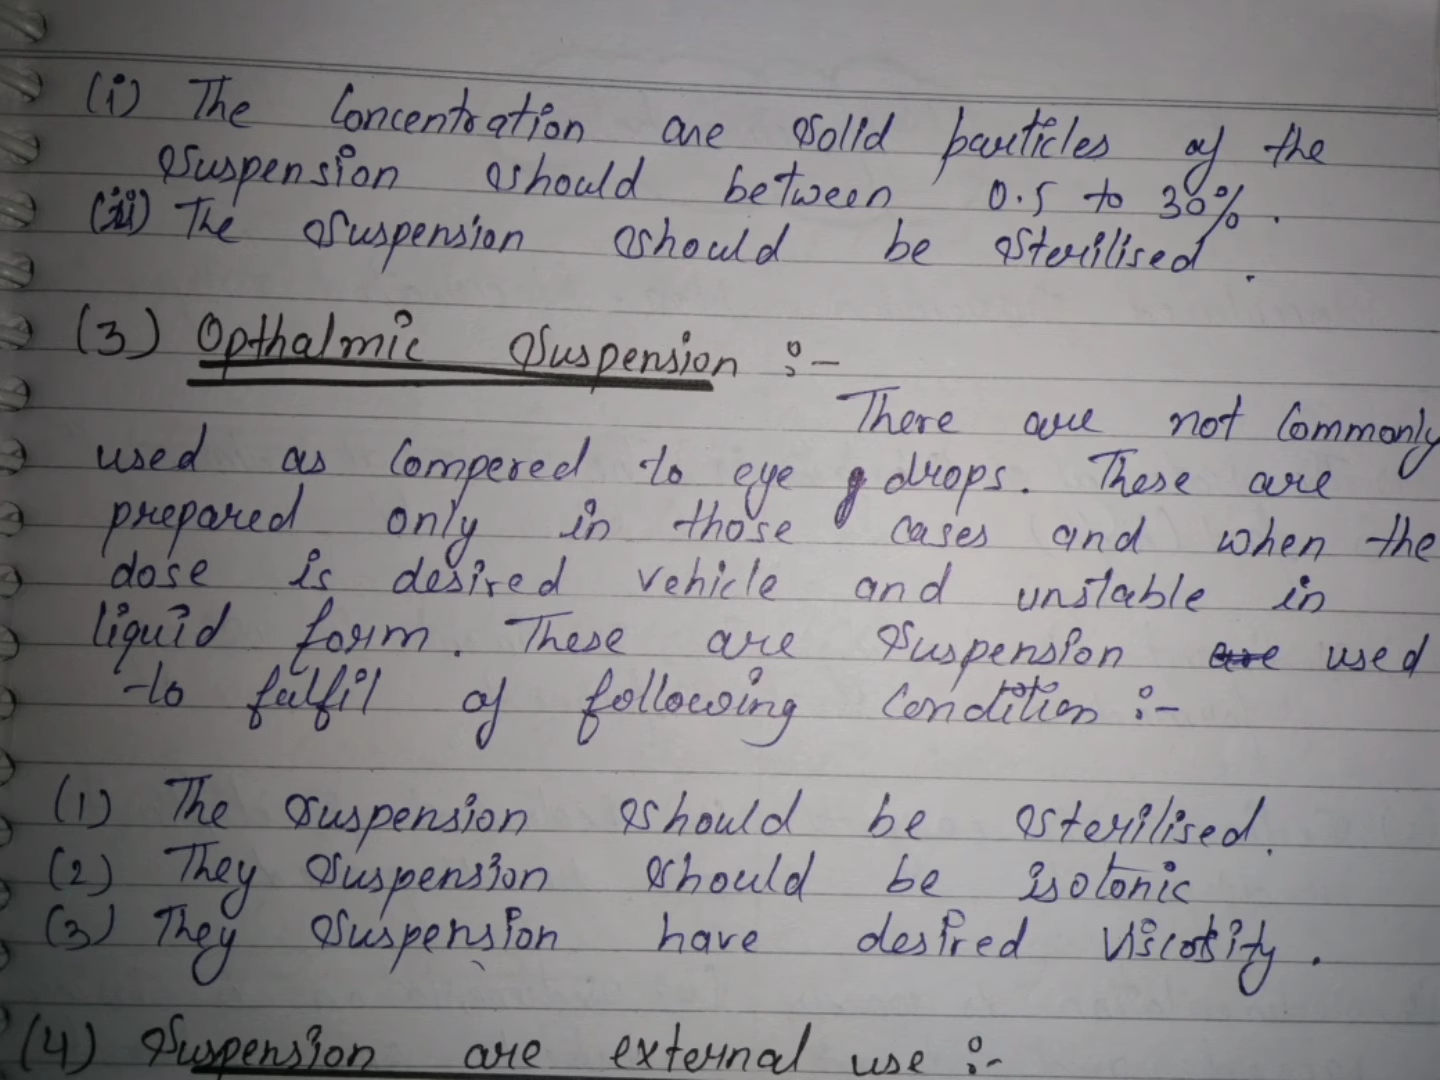 (i) The Concentration are Solid particles of the
Suspension should between 0.5 to 30%.
(ii) The Suspension should be Sterilised.
(3) Opthalmic Suspension :-
There are not Commonly
used as Compered to eye drops. These are
prepared only in those cases and when the
dose is desired vehicle and unstable in
liquid form. These are Suspension are used
to fulfil of following Condition :-
(1) The Suspension should be sterilised.
(2) They Suspension should be isotonic
(3) They Suspension have desired Viscosity.
(4) Suspension are external use :-